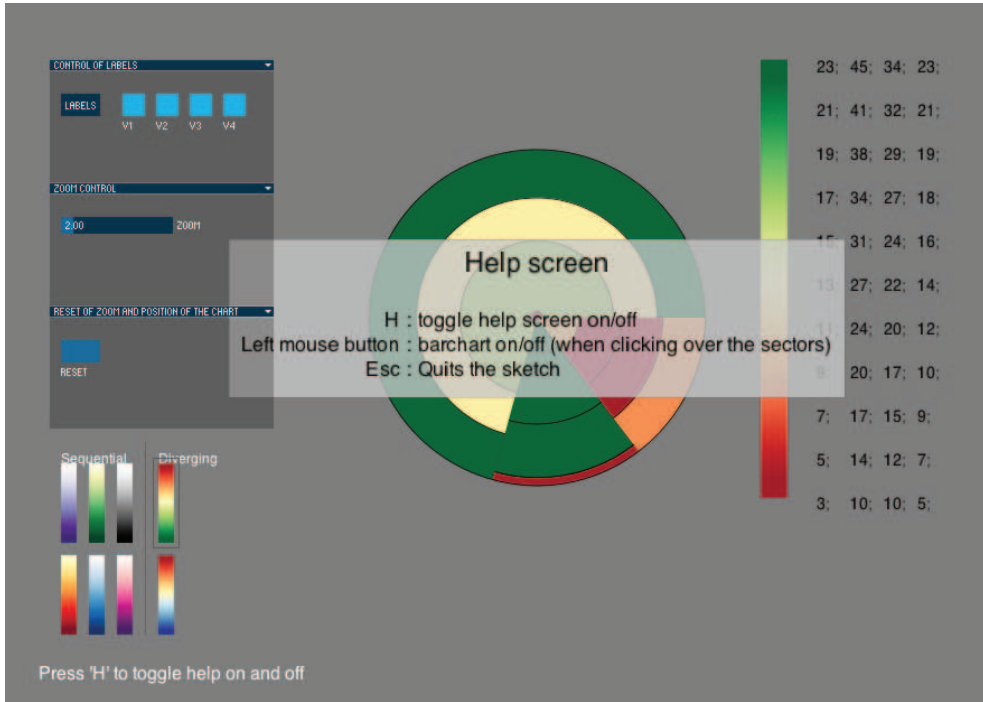 CONTROL OF LABELS
LABELS
V1 V2 V3 V4
ZOOM CONTROL
2.00 ZOOM
RESET OF ZOOM AND POSITION OF THE CHART
RESET
Sequential Diverging
Help screen
H : toggle help screen on/off
Left mouse button : barchart on/off (when clicking over the sectors)
Esc : Quits the sketch
23; 45; 34; 23;
21; 41; 32; 21;
19; 38; 29; 19;
17; 34; 27; 18;
15; 31; 24; 16;
13; 27; 22; 14;
11; 24; 20; 12;
9; 20; 17; 10;
7; 17; 15; 9;
5; 14; 12; 7;
3; 10; 10; 5;
Press 'H' to toggle help on and off